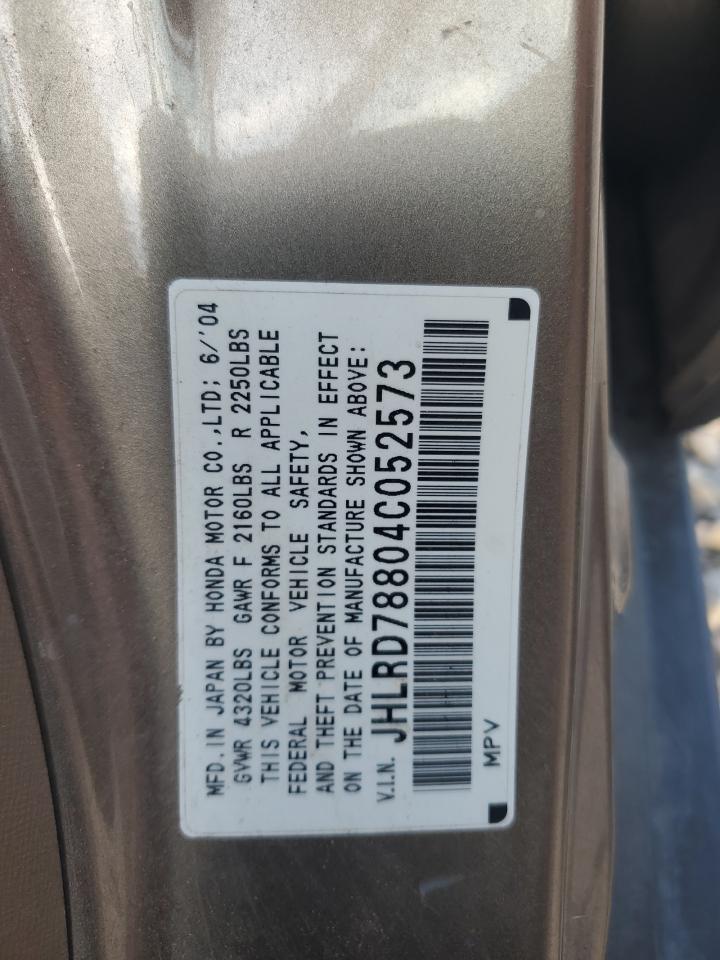 MFD. IN JAPAN BY HONDA MOTOR CO.,LTD; 6/'04
GVWR 4320LBS GAWR F 2160LBS R 2250LBS
THIS VEHICLE CONFORMS TO ALL APPLICABLE
FEDERAL MOTOR VEHICLE SAFETY,
AND THEFT PREVENTION STANDARDS IN EFFECT
ON THE DATE OF MANUFACTURE SHOWN ABOVE:
V.I.N. JHLRD78804C052573
MPV